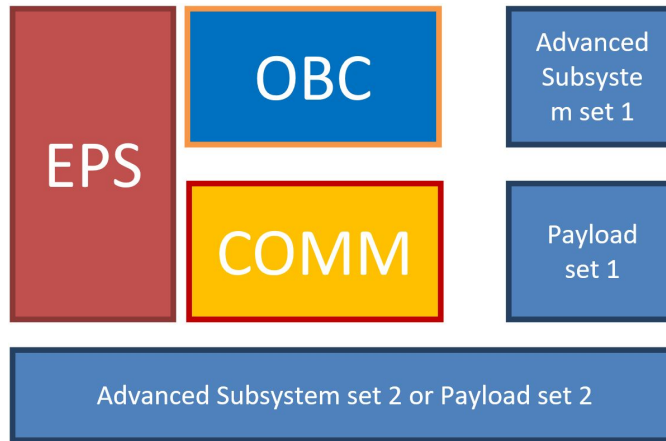 EPS
OBC
COMM
Advanced
Subsyste
m set 1
Payload
set 1
Advanced Subsystem set 2 or Payload set 2